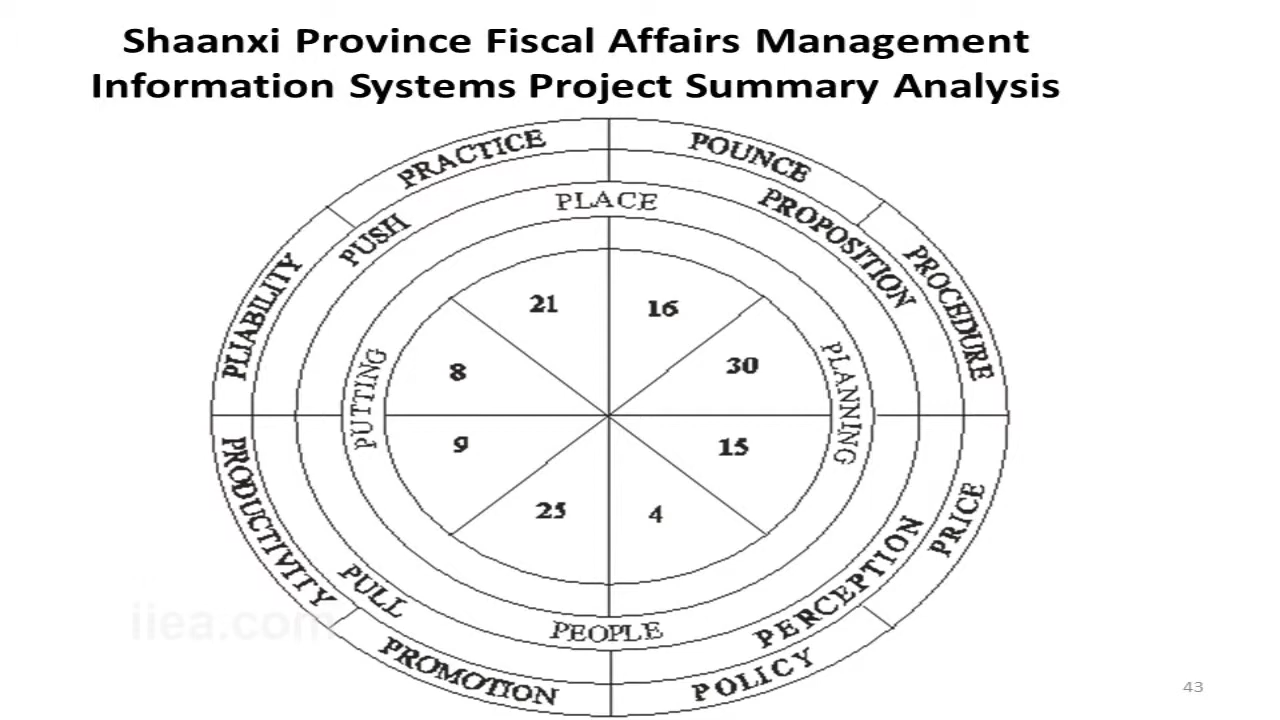 Shaanxi Province Fiscal Affairs Management
Information Systems Project Summary Analysis
PRACTICE
POUNCE
PLACE
PUSH
PROPOSITION
PLIABILITY
PROCEDURE
21
16
8
30
PUTTING
PLANNING
9
15
25
4
PRODUCTIVITY
PRICE
PULL
PERCEPTION
PEOPLE
PROMOTION
POLICY
iiea.com
43